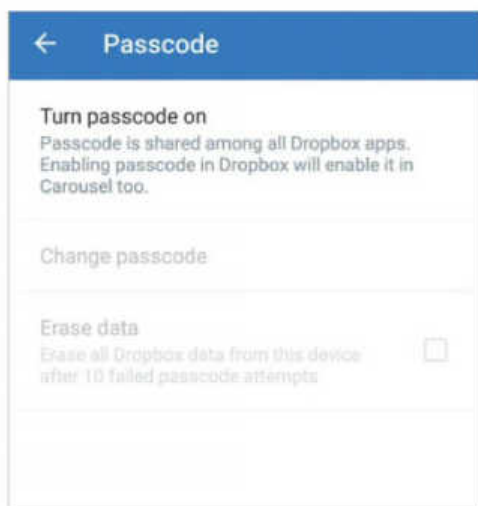 Passcode
Turn passcode on
Passcode is shared among all Dropbox apps.
Enabling passcode in Dropbox will enable it in
Carousel too.
Change passcode
Erase data
Erase all Dropbox data from this device
after 10 failed passcode attempts